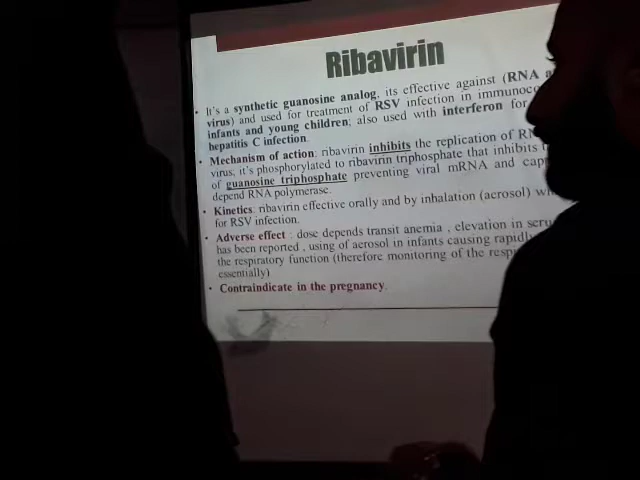 Ribavirin
• It's a synthetic guanosine analog, its effective against (RNA
virus) and used for treatment of RSV infection in
infants and young children; also used with interferon for
hepatitis C infection.
• Mechanism of action: ribavirin inhibits the replication of
virus; it's phosphorylated to ribavirin triphosphate that inhibits
of guanosine triphosphate preventing viral mRNA and
depend RNA polymerase.
• Kinetics: ribavirin effective orally and by inhalation (aerosol)
for RSV infection.
• Adverse effect : dose depends transit anemia , elevation in
has been reported , using of aerosol in infants causing
the respiratory function (therefore monitoring of the
essentially)
• Contraindicate in the pregnancy.